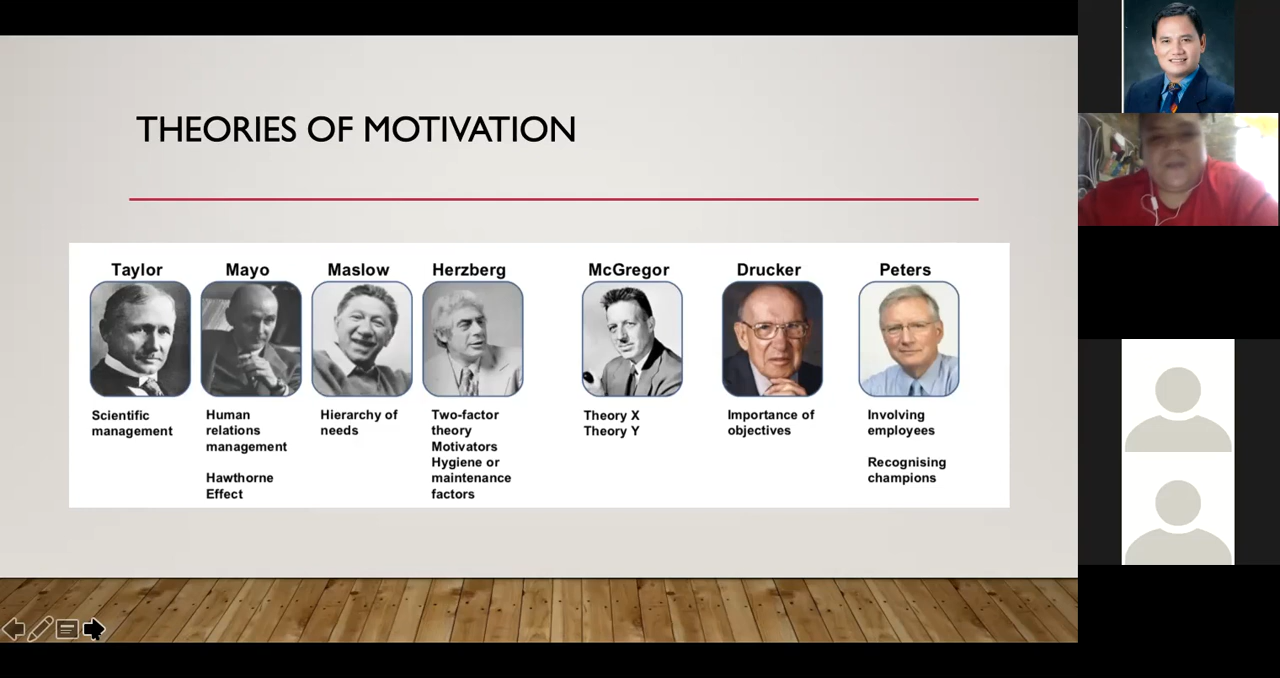 THEORIES OF MOTIVATION
Taylor
Mayo
Maslow
Herzberg
McGregor
Drucker
Peters
Scientific
management
Human
relations
management
Hawthorne
Effect
Hierarchy of
needs
Two-factor
theory
Motivators
Hygiene or
maintenance
factors
Theory X
Theory Y
Importance of
objectives
Involving
employees
Recognising
champions